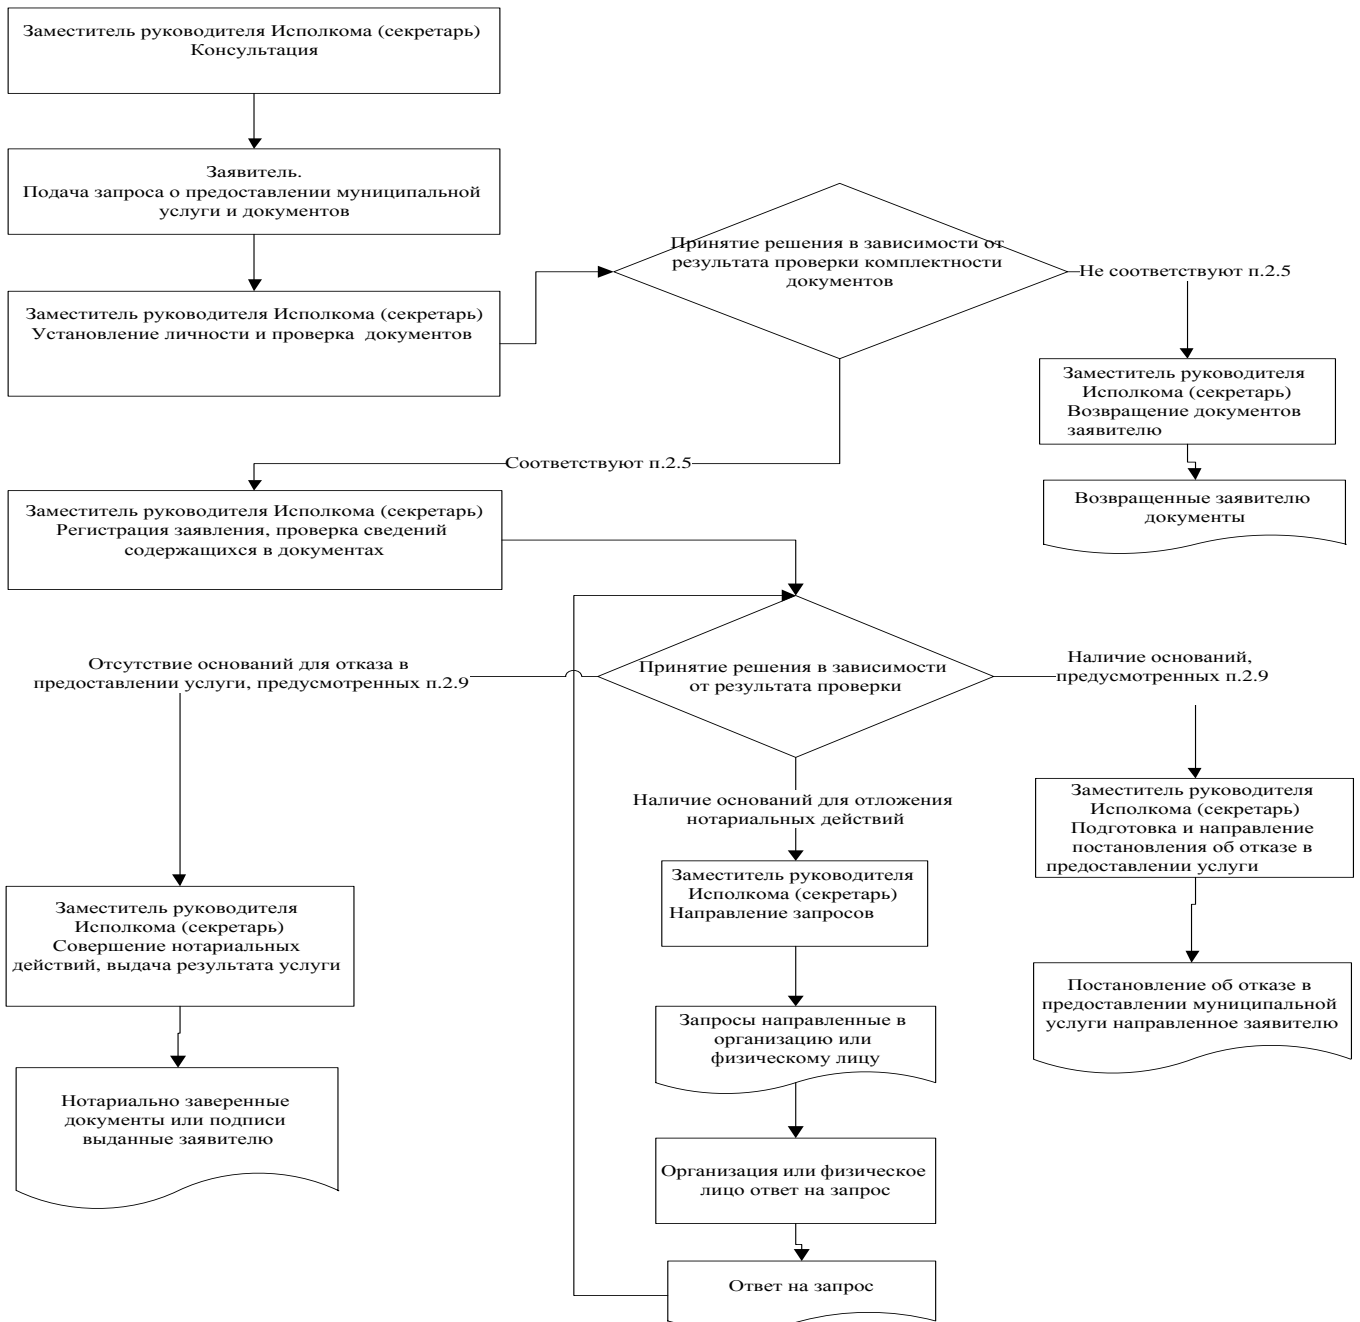 Заместитель руководителя Исполкома (секретарь)
Консультация
Заявитель.
Подача запроса о предоставлении муниципальной
услуги и документов
Заместитель руководителя Исполкома (секретарь)
Установление личности и проверка документов
Принятие решения в зависимости от
результата проверки комплектности
документов
Не соответствуют п.2.5
Заместитель руководителя
Исполкома (секретарь)
Возвращение документов
заявителю
Возвращенные заявителю
документы
Соответствуют п.2.5
Заместитель руководителя Исполкома (секретарь)
Регистрация заявления, проверка сведений
содержащихся в документах
Принятие решения в зависимости
от результата проверки
Отсутствие оснований для отказа в
предоставлении услуги, предусмотренных п.2.9
Наличие оснований,
предусмотренных п.2.9
Наличие оснований для отложения
нотариальных действий
Заместитель руководителя
Исполкома (секретарь)
Подготовка и направление
постановления об отказе в
предоставлении услуги
Заместитель руководителя
Исполкома (секретарь)
Направление запросов
Заместитель руководителя
Исполкома (секретарь)
Совершение нотариальных
действий, выдача результата услуги
Постановление об отказе в
предоставлении муниципальной
услуги направленное заявителю
Запросы направленные в
организацию или
физическому лицу
Нотариально заверенные
документы или подписи
выданные заявителю
Организация или физическое
лицо ответ на запрос
Ответ на запрос